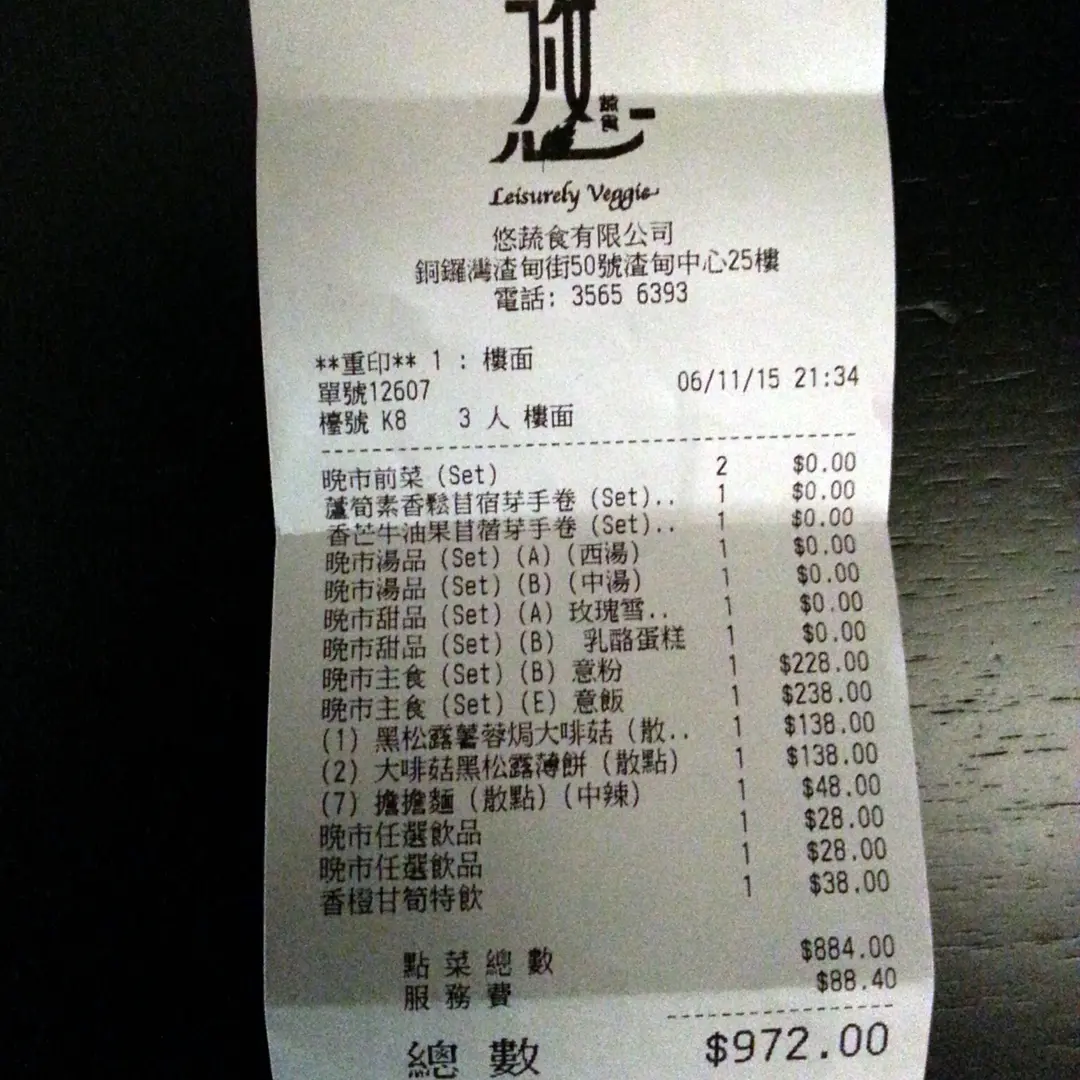 悠
蔬食
Leisurely Veggie
悠蔬食有限公司
銅鑼灣渣甸街50號渣甸中心25樓
電話: 3565 6393
**重印** 1 : 樓面
單號12607 06/11/15 21:34
檯號 K8 3 人 樓面
晚市前菜 (Set) 2 $0.00
蘆筍素香鬆苜宿芽手卷 (Set).. 1 $0.00
香芒牛油果苜蓿芽手卷 (Set).. 1 $0.00
晚市湯品 (Set) (A) (西湯) 1 $0.00
晚市湯品 (Set) (B) (中湯) 1 $0.00
晚市甜品 (Set) (A) 玫瑰雪.. 1 $0.00
晚市甜品 (Set) (B) 乳酪蛋糕 1 $0.00
晚市主食 (Set) (B) 意粉 1 $228.00
晚市主食 (Set) (E) 意飯 1 $238.00
(1) 黑松露薯蓉焗大啡菇 (散.. 1 $138.00
(2) 大啡菇黑松露薄餅 (散點) 1 $138.00
(7) 擔擔麵 (散點) (中辣) 1 $48.00
晚市任選飲品 1 $28.00
晚市任選飲品 1 $28.00
香橙甘筍特飲 1 $38.00
點菜總數 $884.00
服務費 $88.40
總數 $972.00